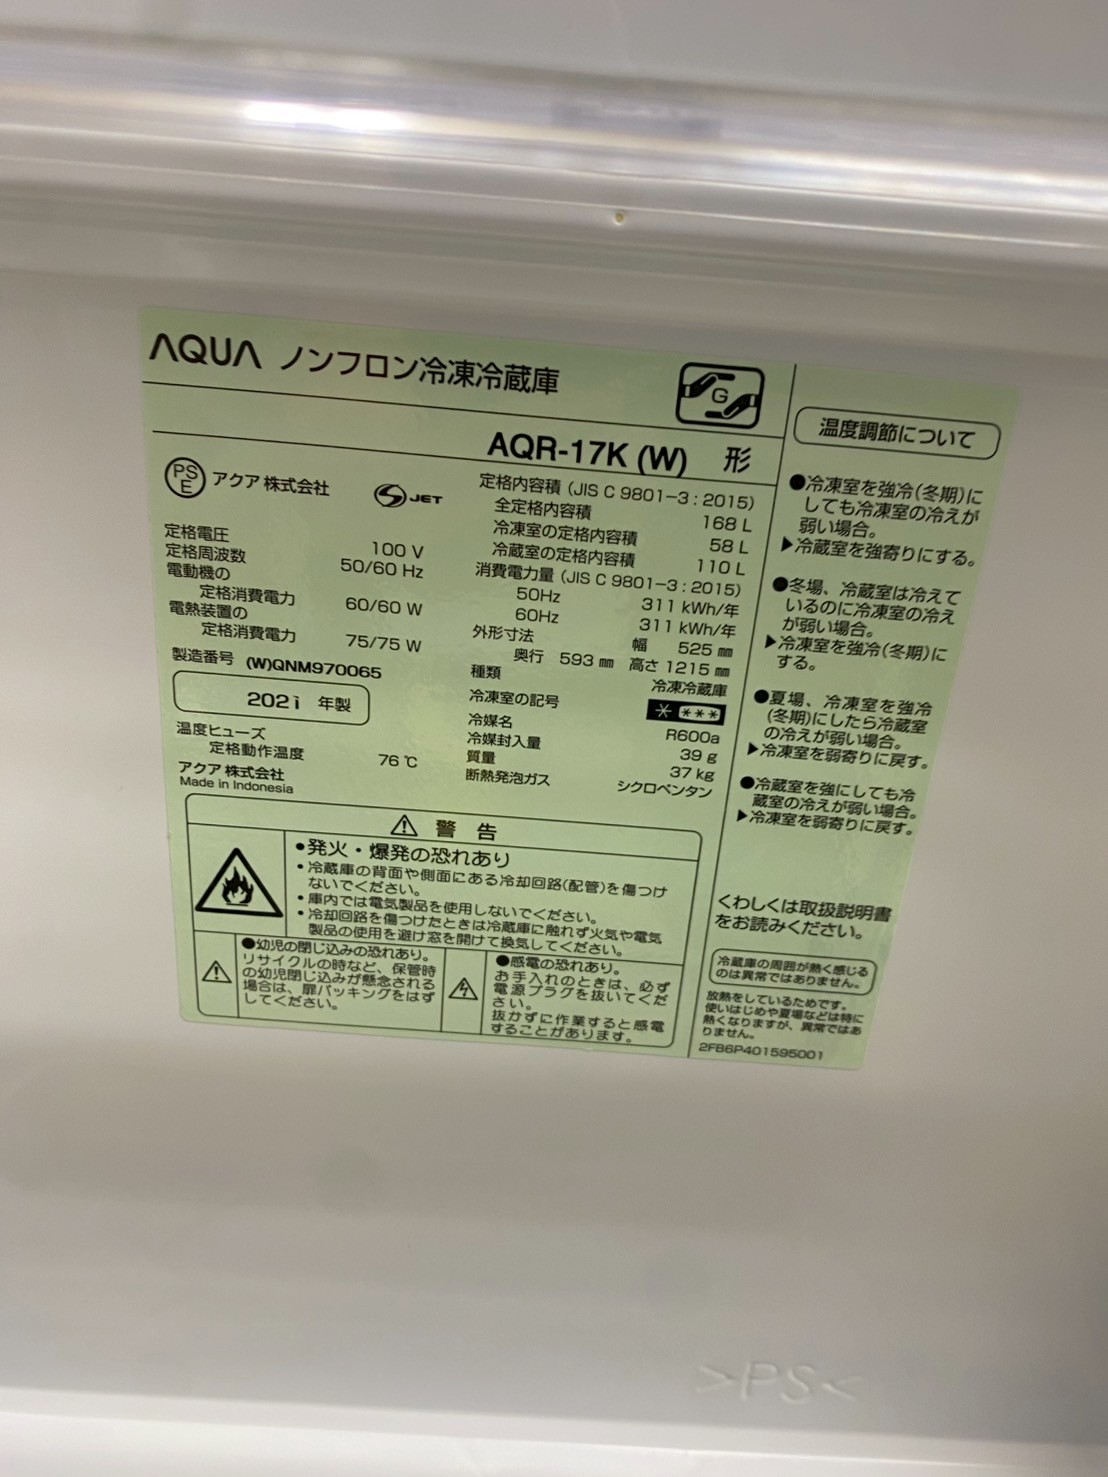 AQUA ノンフロン冷凍冷蔵庫
G
AQR-17K (W) 形
PS
E
アクア株式会社
S JET
定格電圧 100 V
定格周波数 50/60 Hz
電動機の
定格消費電力 60/60 W
電熱装置の
定格消費電力 75/75 W
製造番号 (W)QNM970065
2021 年製
温度ヒューズ
定格動作温度 76℃
アクア株式会社
Made in Indonesia
定格内容積 (JIS C 9801-3 : 2015)
全定格内容積 168 L
冷凍室の定格内容積 58 L
冷蔵室の定格内容積 110 L
消費電力量 (JIS C 9801-3 : 2015)
50Hz 311 kWh/年
60Hz 311 kWh/年
外形寸法 幅 525 ㎜
奥行 593 ㎜ 高さ 1215 ㎜
種類 冷凍冷蔵庫
冷凍室の記号 * ***
冷媒名 R600a
冷媒封入量 39 g
質量 37 kg
断熱発泡ガス シクロペンタン
警告
●発火・爆発の恐れあり
・冷蔵庫の背面や側面にある冷却回路(配管)を傷つけ
ないでください。
・庫内では電気製品を使用しないでください。
・冷却回路を傷つけたときは冷蔵庫に触れず火気や電気
製品の使用を避け窓を開けて換気してください。
●幼児の閉じ込みの恐れあり。
リサイクルの時など、保管時
の幼児閉じ込みが懸念される
場合は、扉パッキングをはず
してください。
●感電の恐れあり。
お手入れのときは、必ず
電源プラグを抜いてくだ
さい。
抜かずに作業すると感電
することがあります。
温度調節について
●冷凍室を強冷(冬期)に
しても冷凍室の冷えが
弱い場合。
▶冷蔵室を強寄りにする。
●冬場、冷蔵室は冷えて
いるのに冷凍室の冷え
が弱い場合。
▶冷凍室を強冷(冬期)に
する。
●夏場、冷凍室を強冷
(冬期)にしたら冷蔵室
の冷えが弱い場合。
▶冷凍室を弱寄りに戻す。
●冷蔵室を強にしても冷
蔵室の冷えが弱い場合。
▶冷凍室を弱寄りに戻す。
くわしくは取扱説明書
をお読みください。
冷蔵庫の周囲が熱く感じる
のは異常ではありません。
放熱をしているためです。
使いはじめや夏場などは特に
熱くなりますが、異常ではあ
りません。
2FB6P401595001
>PS<